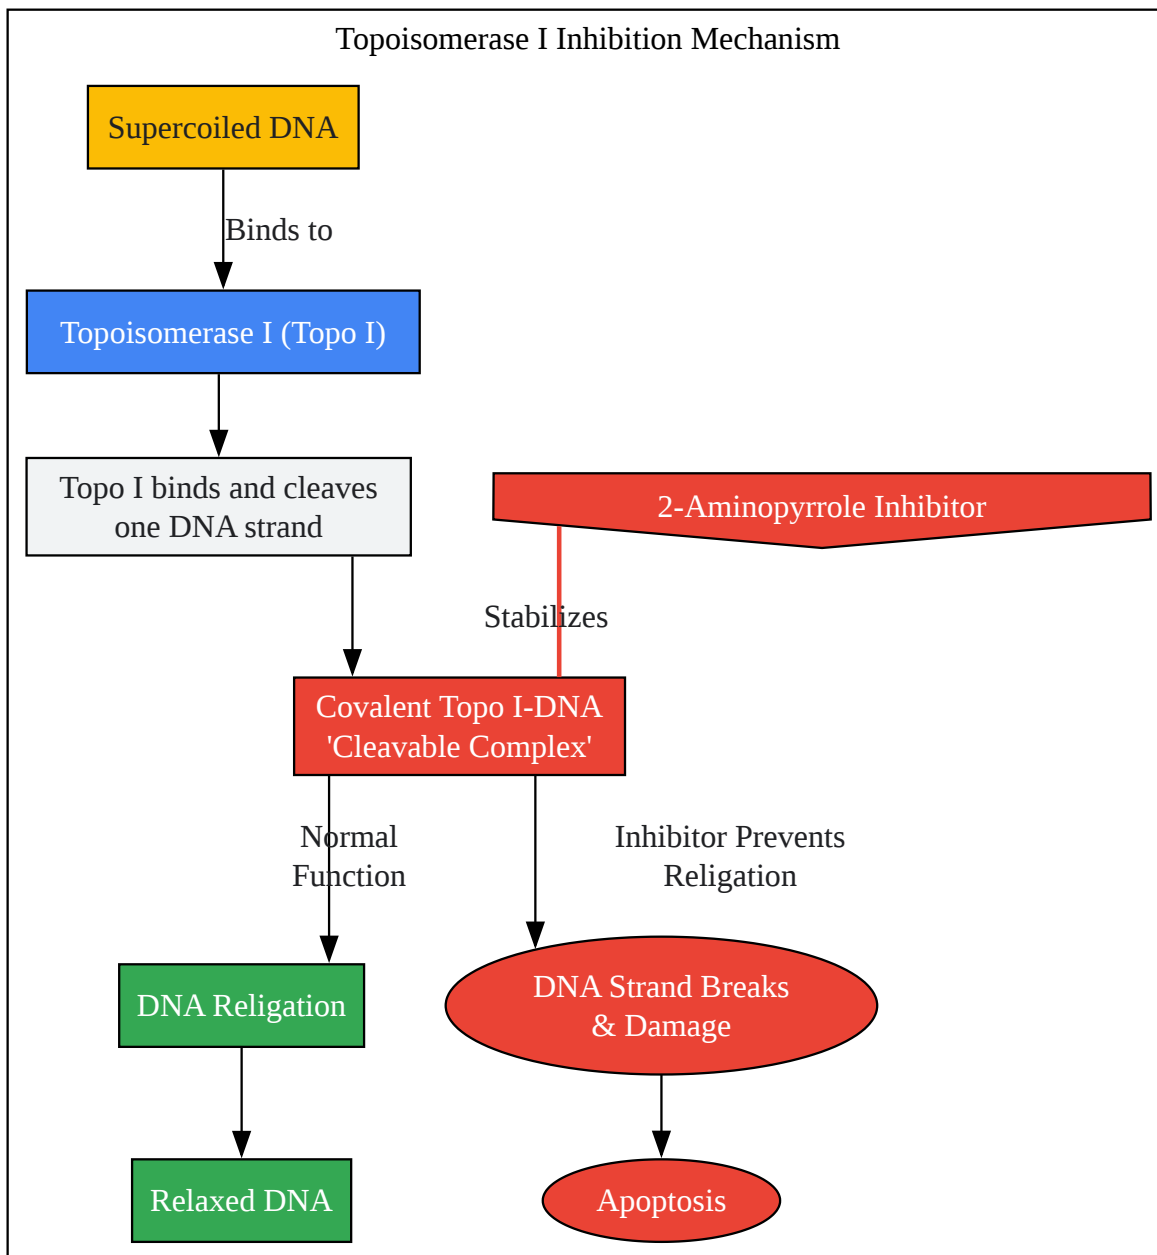 Topoisomerase I Inhibition Mechanism
Supercoiled DNA
Binds to
Topoisomerase I (Topo I)
Topo I binds and cleaves
one DNA strand
2-Aminopyrrole Inhibitor
Stabilizes
Covalent Topo I-DNA
'Cleavable Complex'
Normal
Function
Inhibitor Prevents
Religation
DNA Religation
DNA Strand Breaks
& Damage
Relaxed DNA
Apoptosis